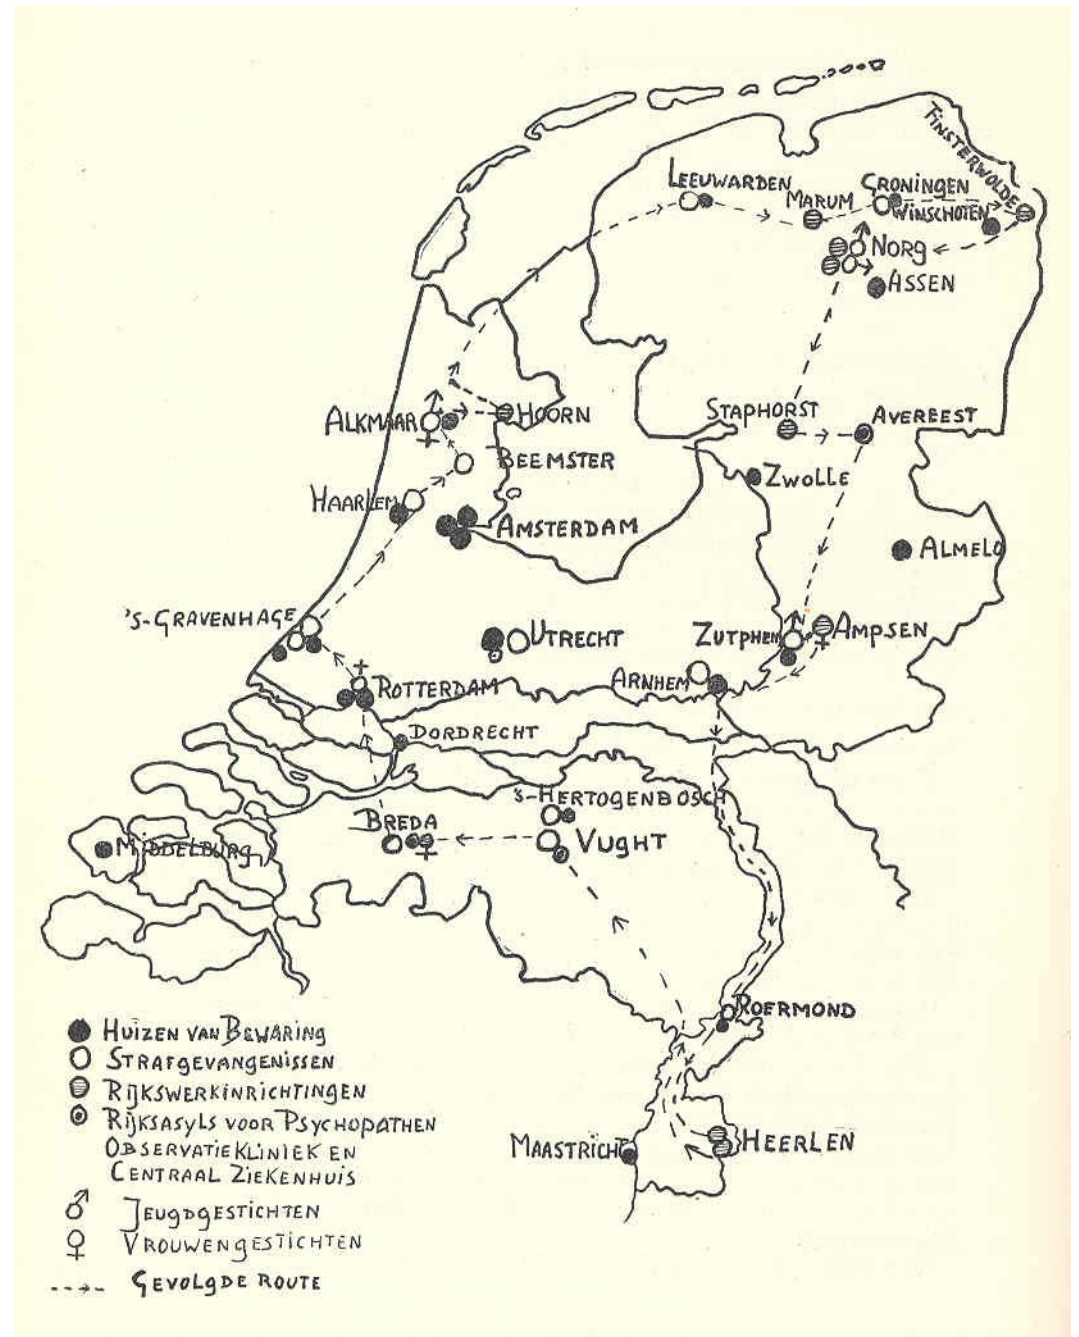 FINSTERWOLDE
LEEUWARDEN
MARUM
GRONINGEN
WINSCHOTEN
NORG
ASSEN
STAPHORST
AVEREEST
ALKMAAR
HOORN
BEEMSTER
ZWOLLE
HAARLEM
AMSTERDAM
ALMELO
'S-GRAVENHAGE
UTRECHT
ZUTPHEN
AMPSEN
ARNHEM
ROTTERDAM
DORDRECHT
'S-HERTOGENBOSCH
BREDA
VUGHT
MIDDELBURG
ROERMOND
MAASTRICHT
HEERLEN
HUIZEN VAN BEWARING
STRAFGEVANGENISSEN
RIJKSWERKINRICHTINGEN
RIJKSASYLS VOOR PSYCHOPATHEN
OBSERVATIEKLINIEK EN
CENTRAAL ZIEKENHUIS
♂ JEUGDGESTICHTEN
♀ VROUWENGESTICHTEN
GEVOLGDE ROUTE